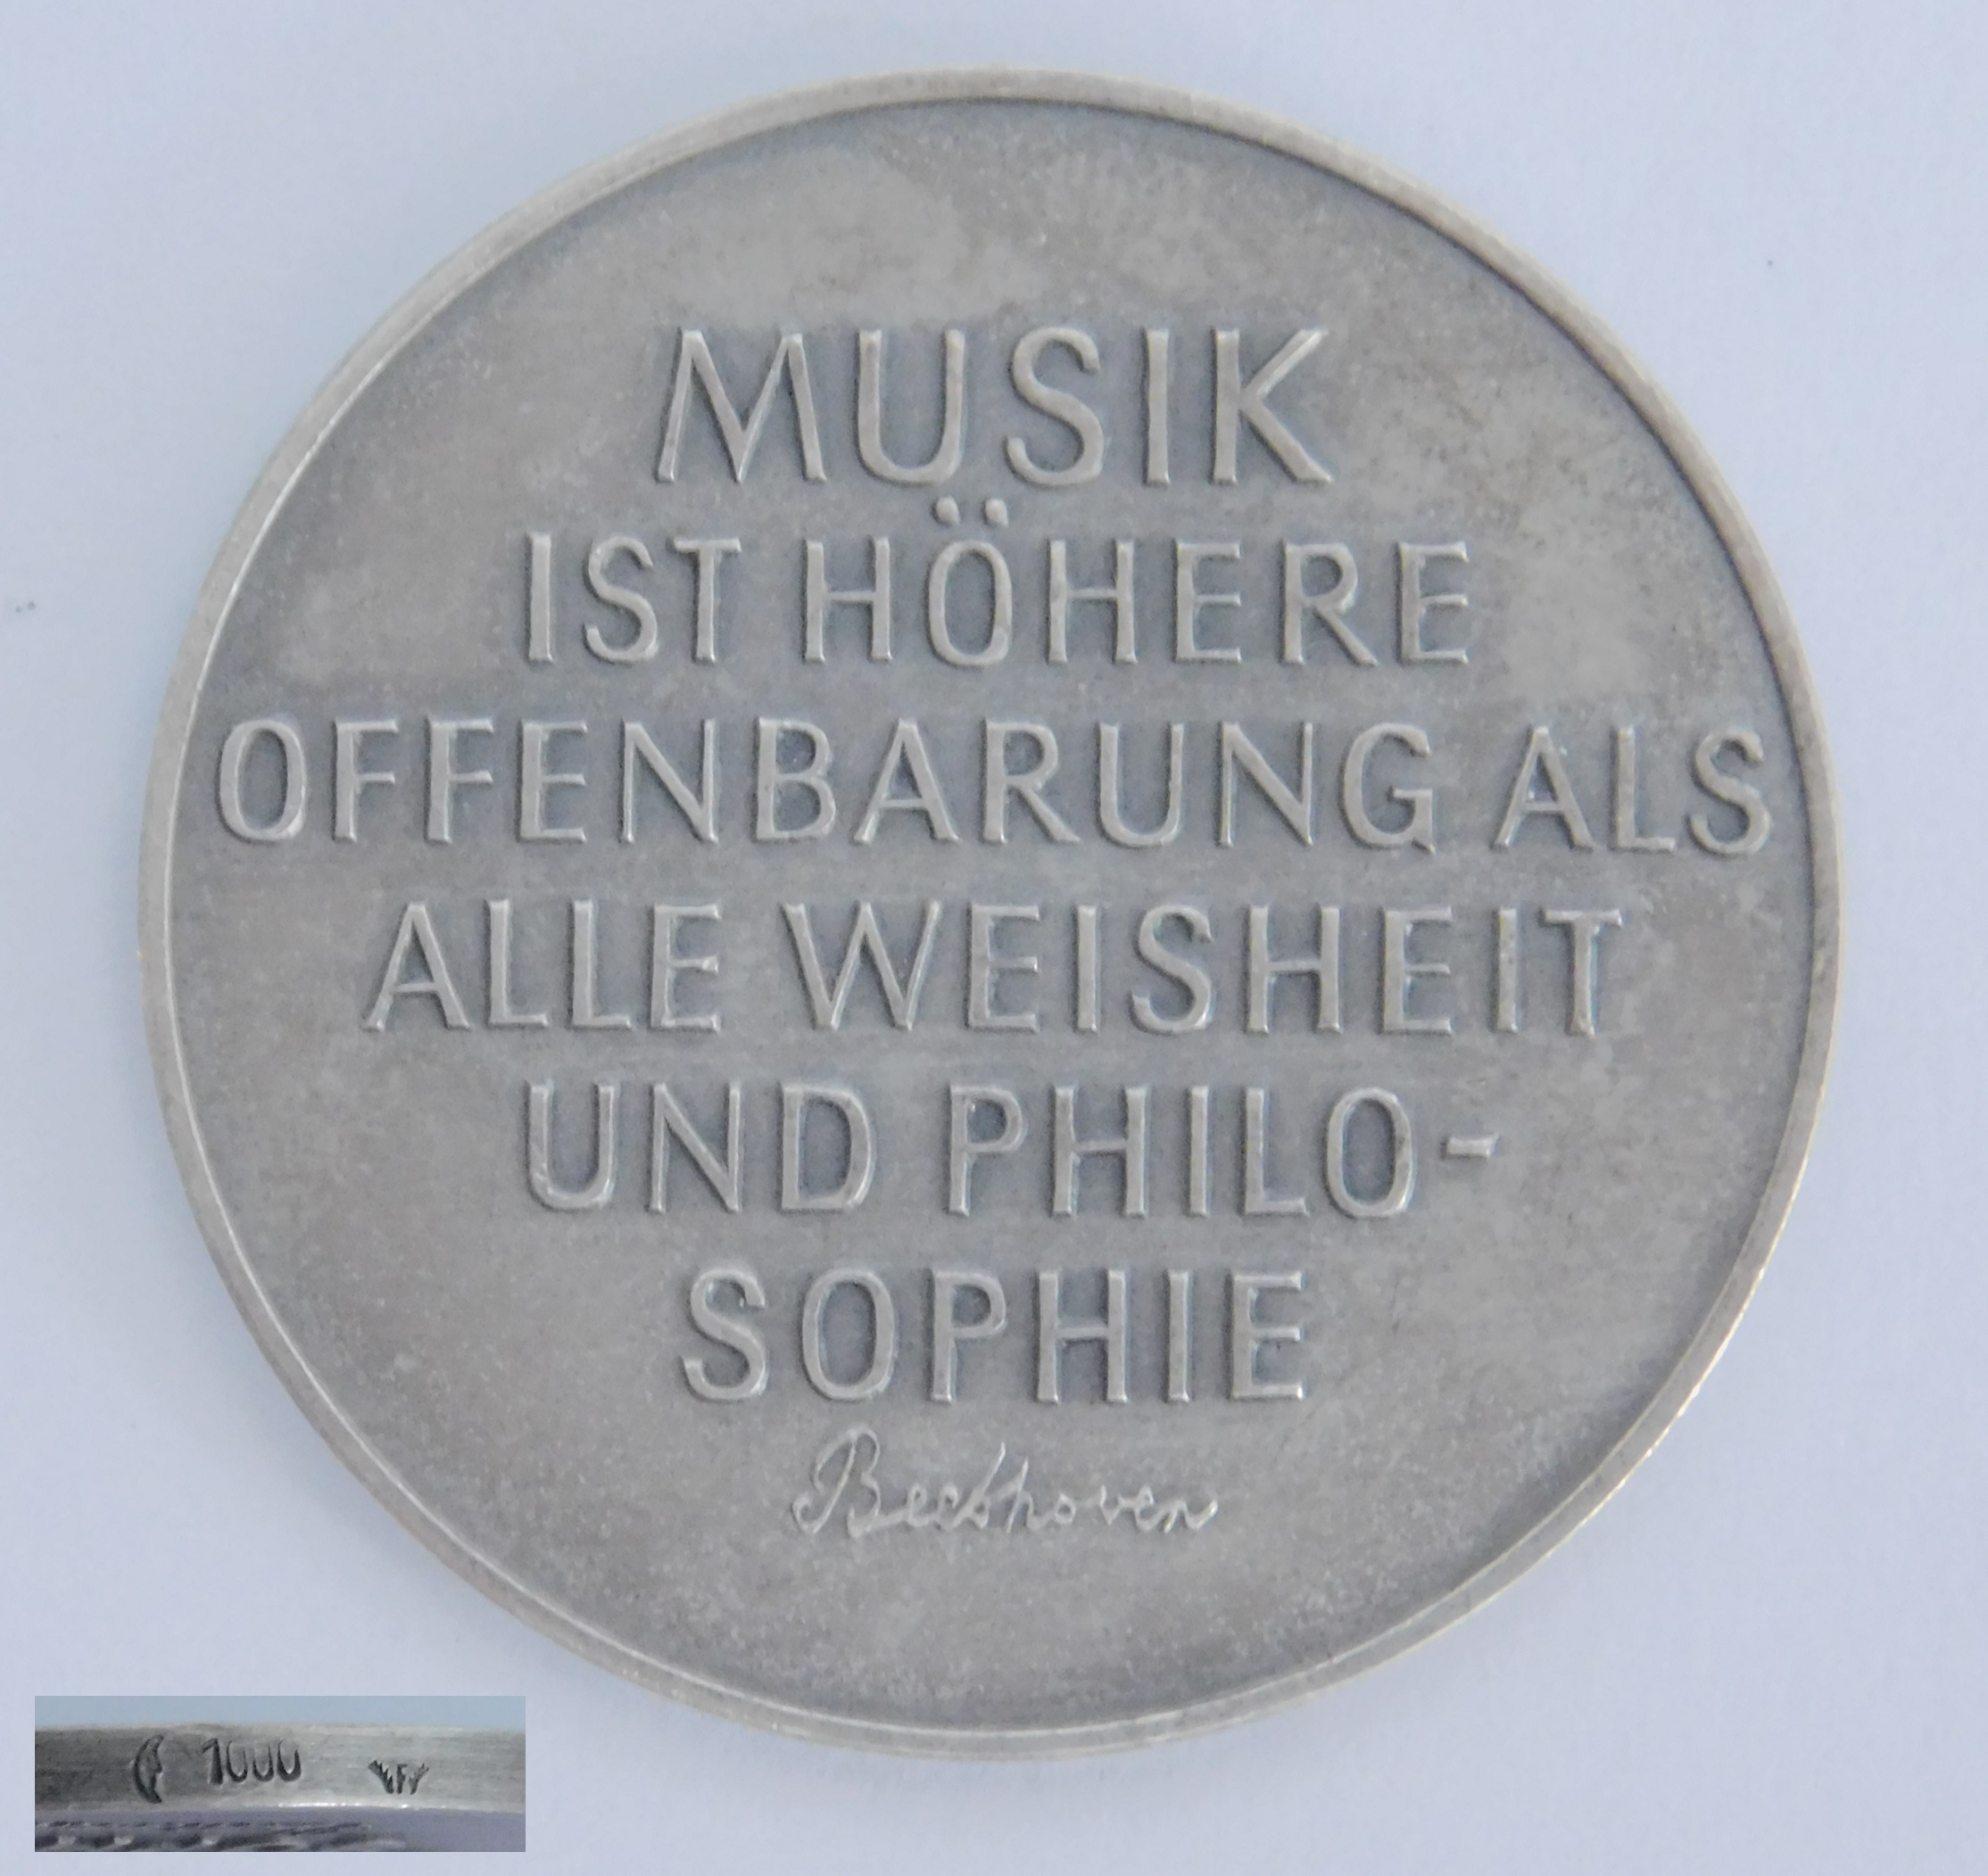 MUSIK
IST HÖHERE
OFFENBARUNG ALS
ALLE WEISHEIT
UND PHILO-
SOPHIE
Beethoven
1000